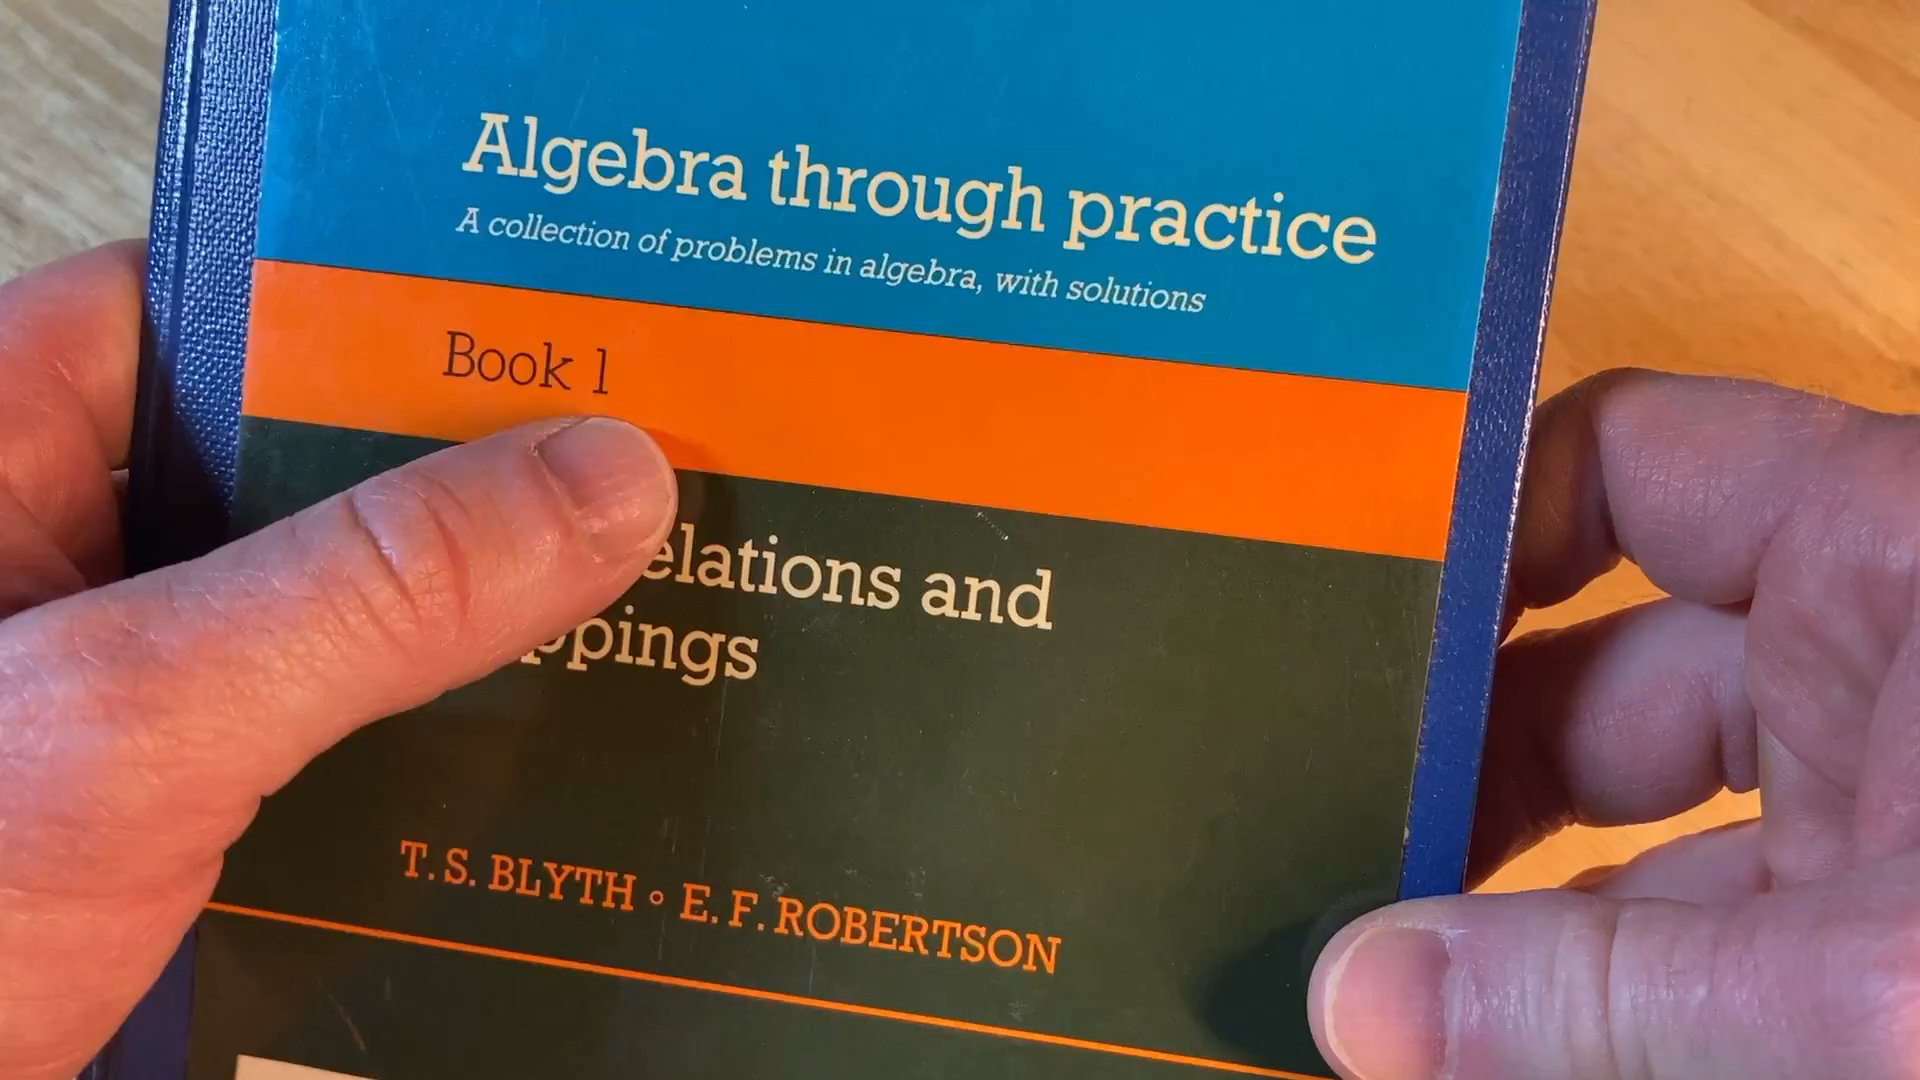 Algebra through practice
A collection of problems in algebra, with solutions
Book 1
elations and
ppings
T. S. BLYTH ∘ E. F. ROBERTSON